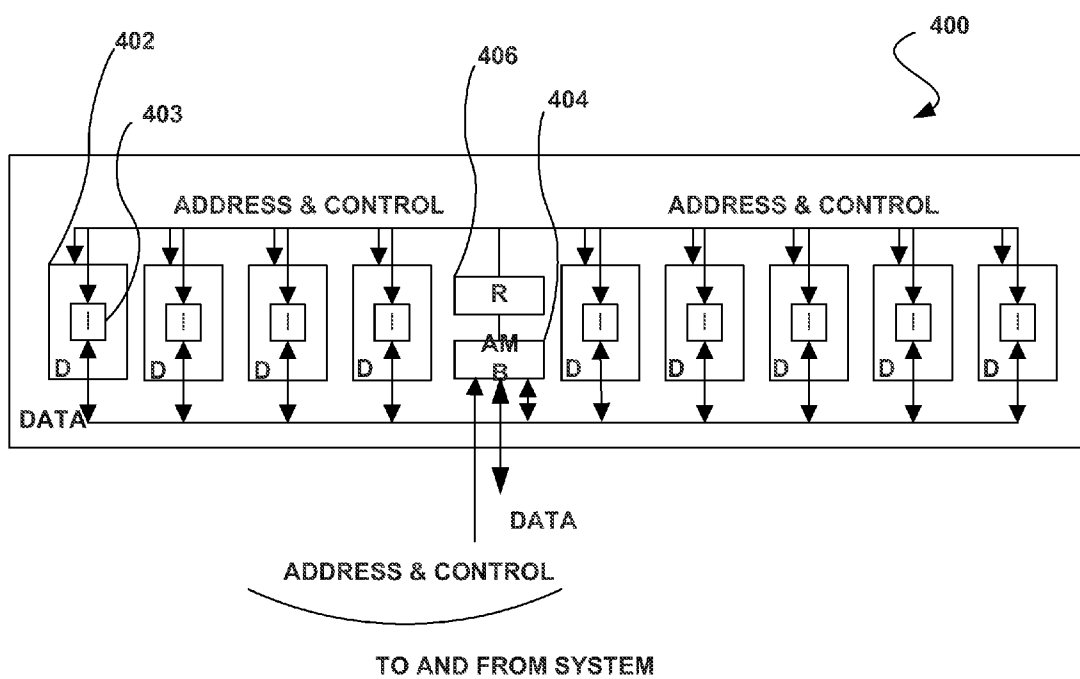 400
402
406
404
403
ADDRESS & CONTROL ADDRESS & CONTROL
R
I I I I I I I I I
AM
B
D D D D D D D D D
DATA
DATA
ADDRESS & CONTROL
TO AND FROM SYSTEM